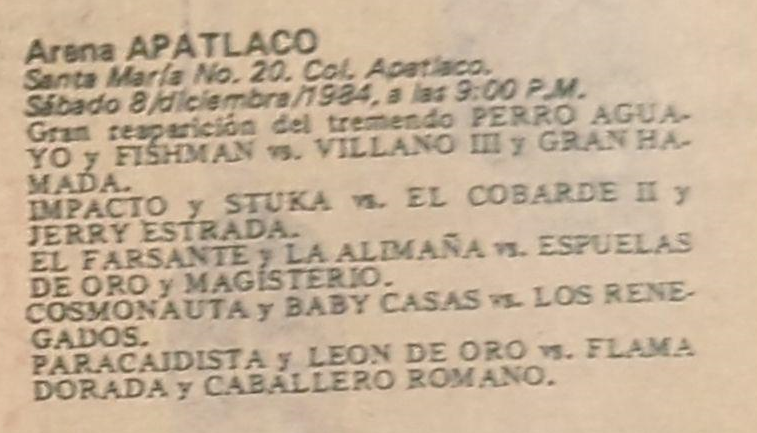 Arena APATLACO
Santa María No. 20. Col. Apatlaco.
Sábado 8/diciembre/1984, a las 9:00 P.M.
Gran reaparición del tremendo PERRO AGUA-
YO y FISHMAN vs. VILLANO III y GRAN HA-
MADA.
IMPACTO y STUKA vs. EL COBARDE II y
JERRY ESTRADA.
EL FARSANTE y LA ALIMAÑA vs. ESPUELAS
DE ORO y MAGISTERIO.
COSMONAUTA y BABY CASAS vs. LOS RENE-
GADOS.
PARACAIDISTA y LEON DE ORO vs. FLAMA
DORADA y CABALLERO ROMANO.